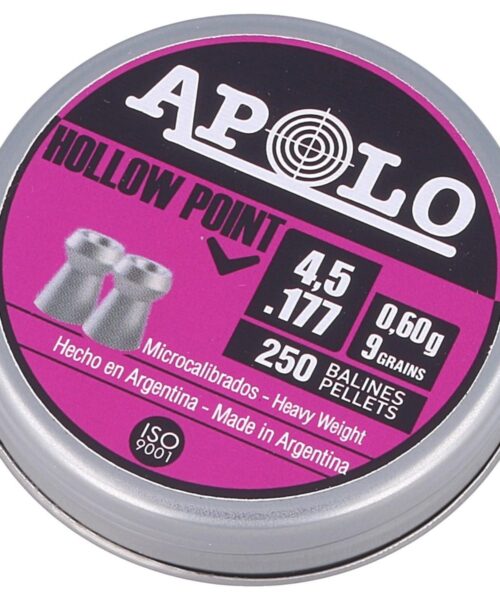 APOLO
HOLLOW POINT
4,5
.177
0,60g
9 GRAINS
250 BALINES
PELLETS
Microcalibrados - Heavy Weight
Hecho en Argentina - Made in Argentina
ISO
9001